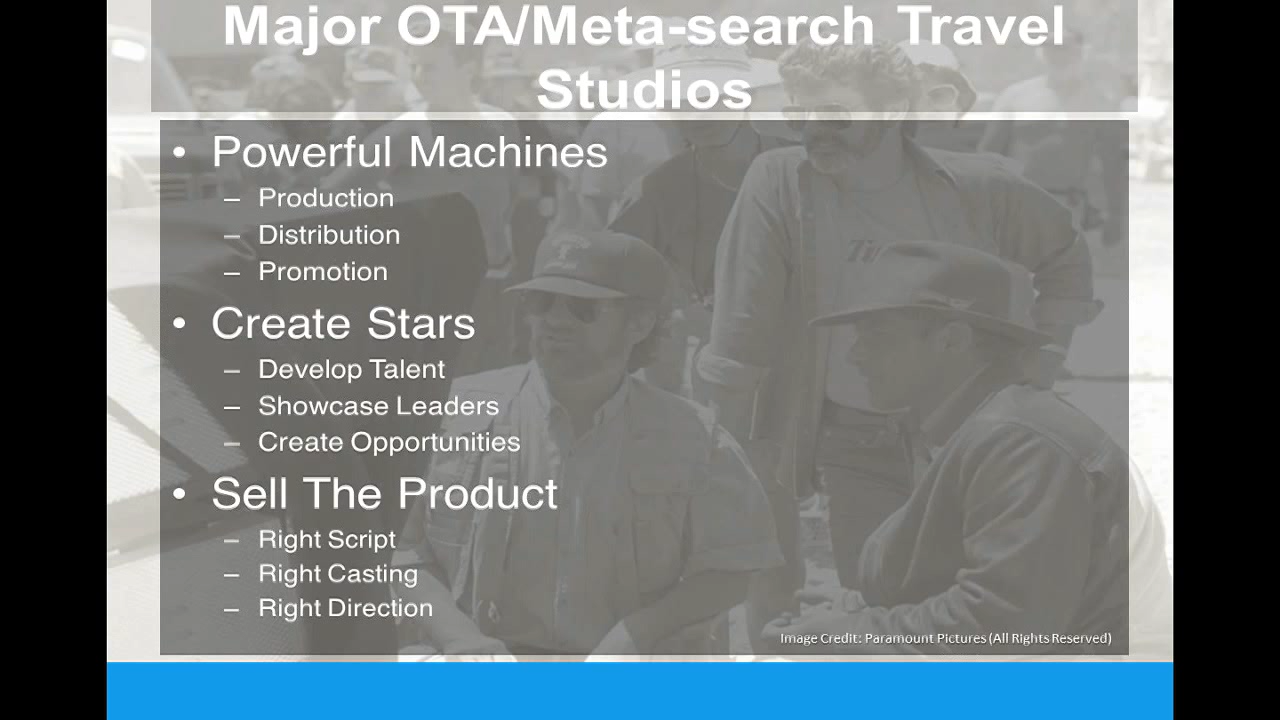 Major OTA/Meta-search Travel
Studios
• Powerful Machines
– Production
– Distribution
– Promotion
• Create Stars
– Develop Talent
– Showcase Leaders
– Create Opportunities
• Sell The Product
– Right Script
– Right Casting
– Right Direction
Image Credit: Paramount Pictures (All Rights Reserved)